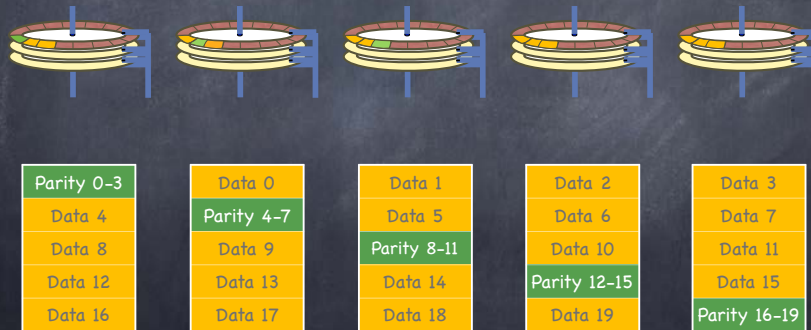 Parity 0-3 Data 0 Data 1 Data 2 Data 3
Data 4 Parity 4-7 Data 5 Data 6 Data 7
Data 8 Data 9 Parity 8-11 Data 10 Data 11
Data 12 Data 13 Data 14 Parity 12-15 Data 15
Data 16 Data 17 Data 18 Data 19 Parity 16-19